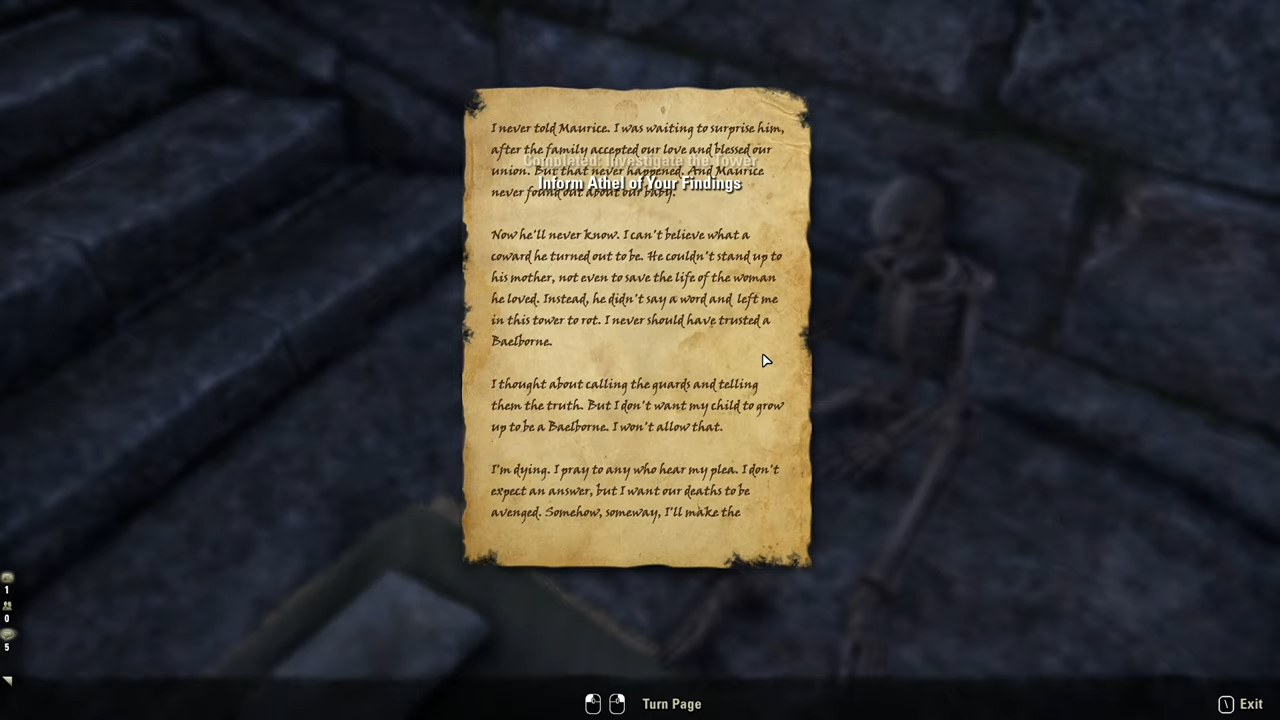 I never told Maurice. I was waiting to surprise him,
after the family accepted our love and blessed our
Completed: Investigate the Tower
union. But that never happened. And Maurice
Inform Athel of Your Findings
never found out about our baby.
Now he'll never know. I can't believe what a
coward he turned out to be. He couldn't stand up to
his mother, not even to save the life of the woman
he loved. Instead, he didn't say a word and left me
in this tower to rot. I never should have trusted a
Baelborne.
I thought about calling the guards and telling
them the truth. But I don't want my child to grow
up to be a Baelborne. I won't allow that.
I'm dying. I pray to any who hear my plea. I don't
expect an answer, but I want our deaths to be
avenged. Somehow, someway, I'll make the
1
0
5
Turn Page
\ Exit